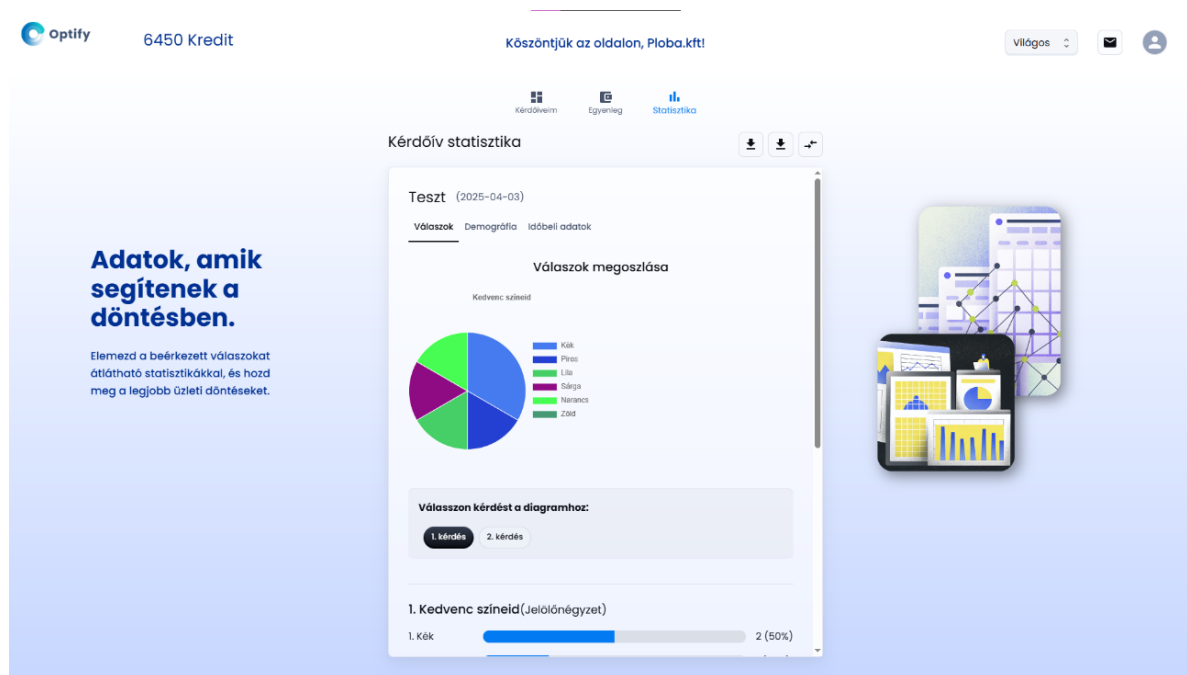 Optify
6450 Kredit
Köszöntjük az oldalon, Ploba.kft!
Világos
Kérdőíveim
Egyenleg
Statisztika
Kérdőív statisztika
Teszt (2025-04-03)
Válaszok Demográfia Időbeli adatok
Válaszok megoszlása
Kedvenc színeid
Kék
Piros
Lila
Sárga
Narancs
Zöld
Adatok, amik
segítenek a
döntésben.
Elemezd a beérkezett válaszokat
átlátható statisztikákkal, és hozd
meg a legjobb üzleti döntéseket.
Válasszon kérdést a diagramhoz:
1. kérdés 2. kérdés
1. Kedvenc színeid(Jelölőnégyzet)
1. Kék 2 (50%)